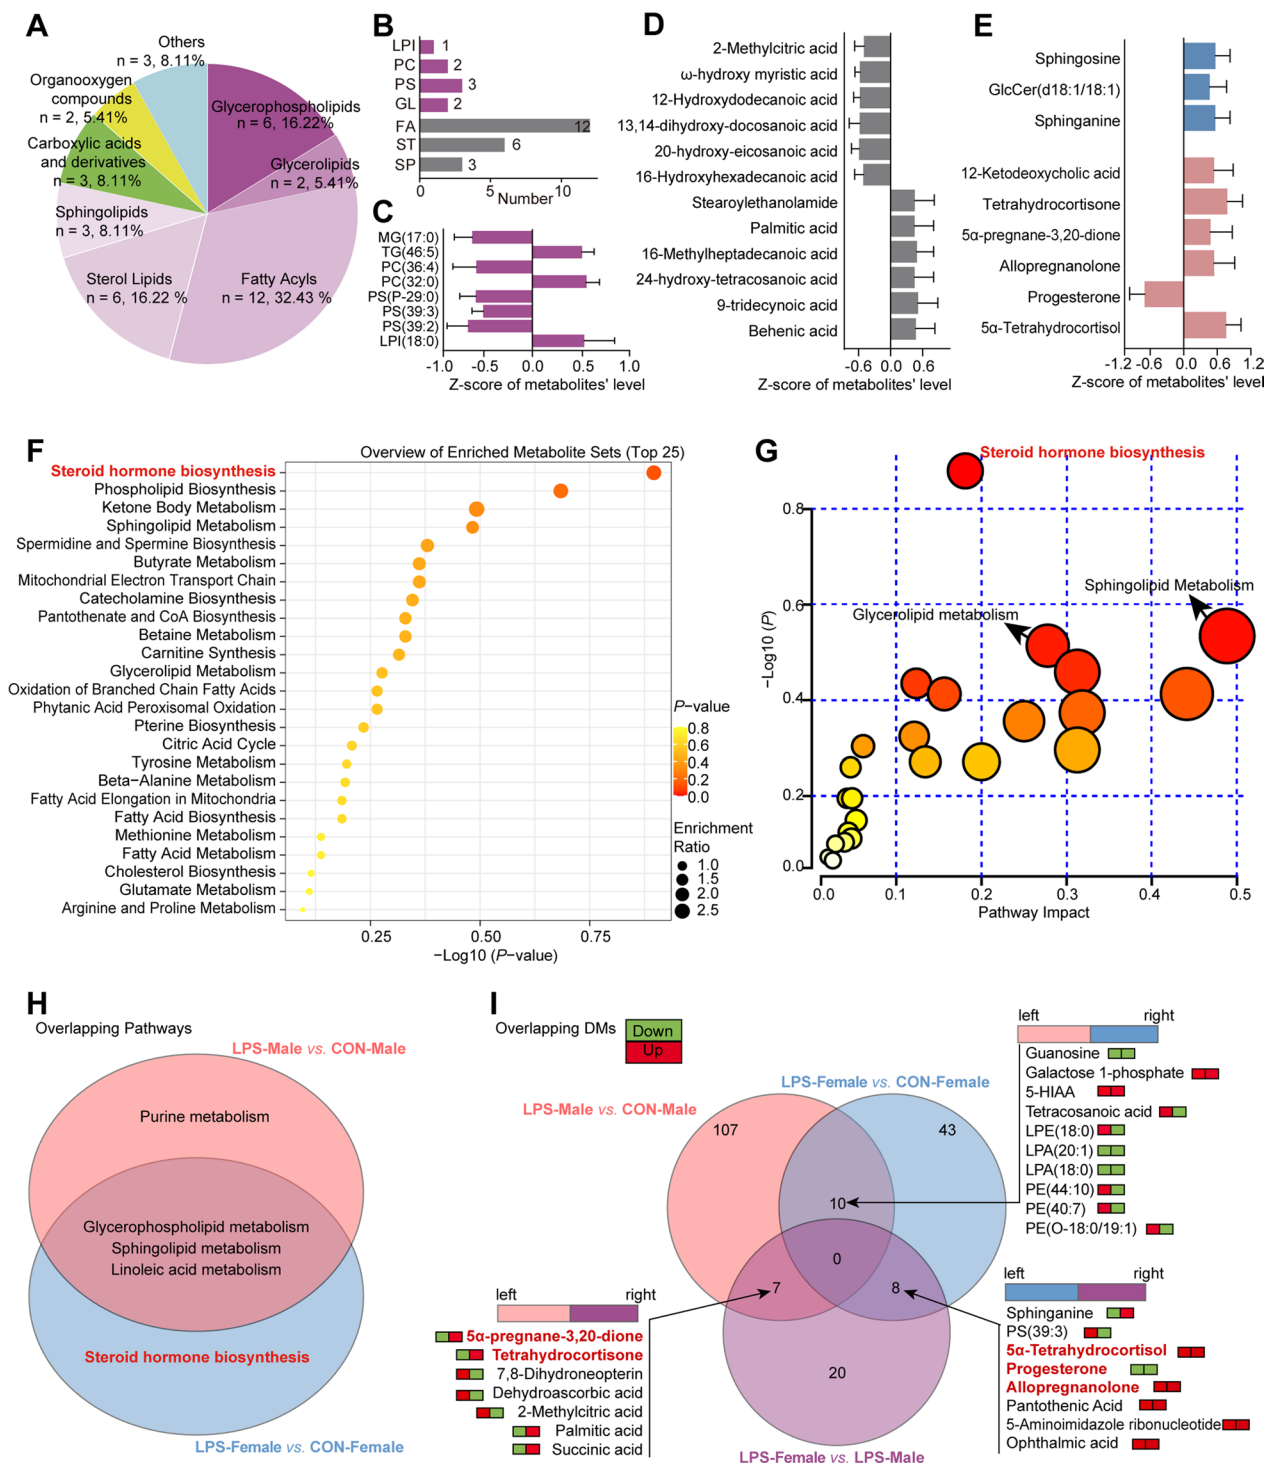 A
Others
n = 3, 8.11%
Organooxygen
compounds
n = 2, 5.41%
Carboxylic acids
and derivatives
n = 3, 8.11%
Sphingolipids
n = 3, 8.11%
Sterol Lipids
n = 6, 16.22 %
Fatty Acyls
n = 12, 32.43 %
Glycerolipids
n = 2, 5.41%
Glycerophospholipids
n = 6, 16.22%
B
LPI 1
PC 2
PS 3
GL 2
FA 12
ST 6
SP 3
0 5 10
Number
C
MG(17:0)
TG(46:5)
PC(36:4)
PC(32:0)
PS(P-29:0)
PS(39:3)
PS(39:2)
LPI(18:0)
-1.0 -0.5 0.0 0.5 1.0
Z-score of metabolites' level
D
2-Methylcitric acid
ω-hydroxy myristic acid
12-Hydroxydodecanoic acid
13,14-dihydroxy-docosanoic acid
20-hydroxy-eicosanoic acid
16-Hydroxyhexadecanoic acid
Stearoylethanolamide
Palmitic acid
16-Methylheptadecanoic acid
24-hydroxy-tetracosanoic acid
9-tridecynoic acid
Behenic acid
-0.6 0.0 0.6
Z-score of metabolites' level
E
Sphingosine
GlcCer(d18:1/18:1)
Sphinganine
12-Ketodeoxycholic acid
Tetrahydrocortisone
5α-pregnane-3,20-dione
Allopregnanolone
Progesterone
5α-Tetrahydrocortisol
-1.2 -0.6 0.0 0.6 1.2
Z-score of metabolites' level
F
Overview of Enriched Metabolite Sets (Top 25)
Steroid hormone biosynthesis
Phospholipid Biosynthesis
Ketone Body Metabolism
Sphingolipid Metabolism
Spermidine and Spermine Biosynthesis
Butyrate Metabolism
Mitochondrial Electron Transport Chain
Catecholamine Biosynthesis
Pantothenate and CoA Biosynthesis
Betaine Metabolism
Carnitine Synthesis
Glycerolipid Metabolism
Oxidation of Branched Chain Fatty Acids
Phytanic Acid Peroxisomal Oxidation
Pterine Biosynthesis
Citric Acid Cycle
Tyrosine Metabolism
Beta−Alanine Metabolism
Fatty Acid Elongation in Mitochondria
Fatty Acid Biosynthesis
Methionine Metabolism
Fatty Acid Metabolism
Cholesterol Biosynthesis
Glutamate Metabolism
Arginine and Proline Metabolism
0.25 0.50 0.75
−Log10 (P−value)
P−value
0.8
0.6
0.4
0.2
0.0
Enrichment
Ratio
1.0
1.5
2.0
2.5
G
Steroid hormone biosynthesis
Sphingolipid Metabolism
Glycerolipid metabolism
−Log10 (P)
0.8
0.6
0.4
0.2
0.0
0.0 0.1 0.2 0.3 0.4 0.5
Pathway Impact
H
Overlapping Pathways
LPS-Male vs. CON-Male
Purine metabolism
Glycerophospholipid metabolism
Sphingolipid metabolism
Linoleic acid metabolism
Steroid hormone biosynthesis
LPS-Female vs. CON-Female
I
Overlapping DMs
Down
Up
LPS-Male vs. CON-Male
LPS-Female vs. CON-Female
LPS-Female vs. LPS-Male
107
43
10
0
7
8
20
left right
Guanosine
Galactose 1-phosphate
5-HIAA
Tetracosanoic acid
LPE(18:0)
LPA(20:1)
LPA(18:0)
PE(44:10)
PE(40:7)
PE(O-18:0/19:1)
left right
Sphinganine
PS(39:3)
5α-Tetrahydrocortisol
Progesterone
Allopregnanolone
Pantothenic Acid
5-Aminoimidazole ribonucleotide
Ophthalmic acid
left right
5α-pregnane-3,20-dione
Tetrahydrocortisone
7,8-Dihydroneopterin
Dehydroascorbic acid
2-Methylcitric acid
Palmitic acid
Succinic acid